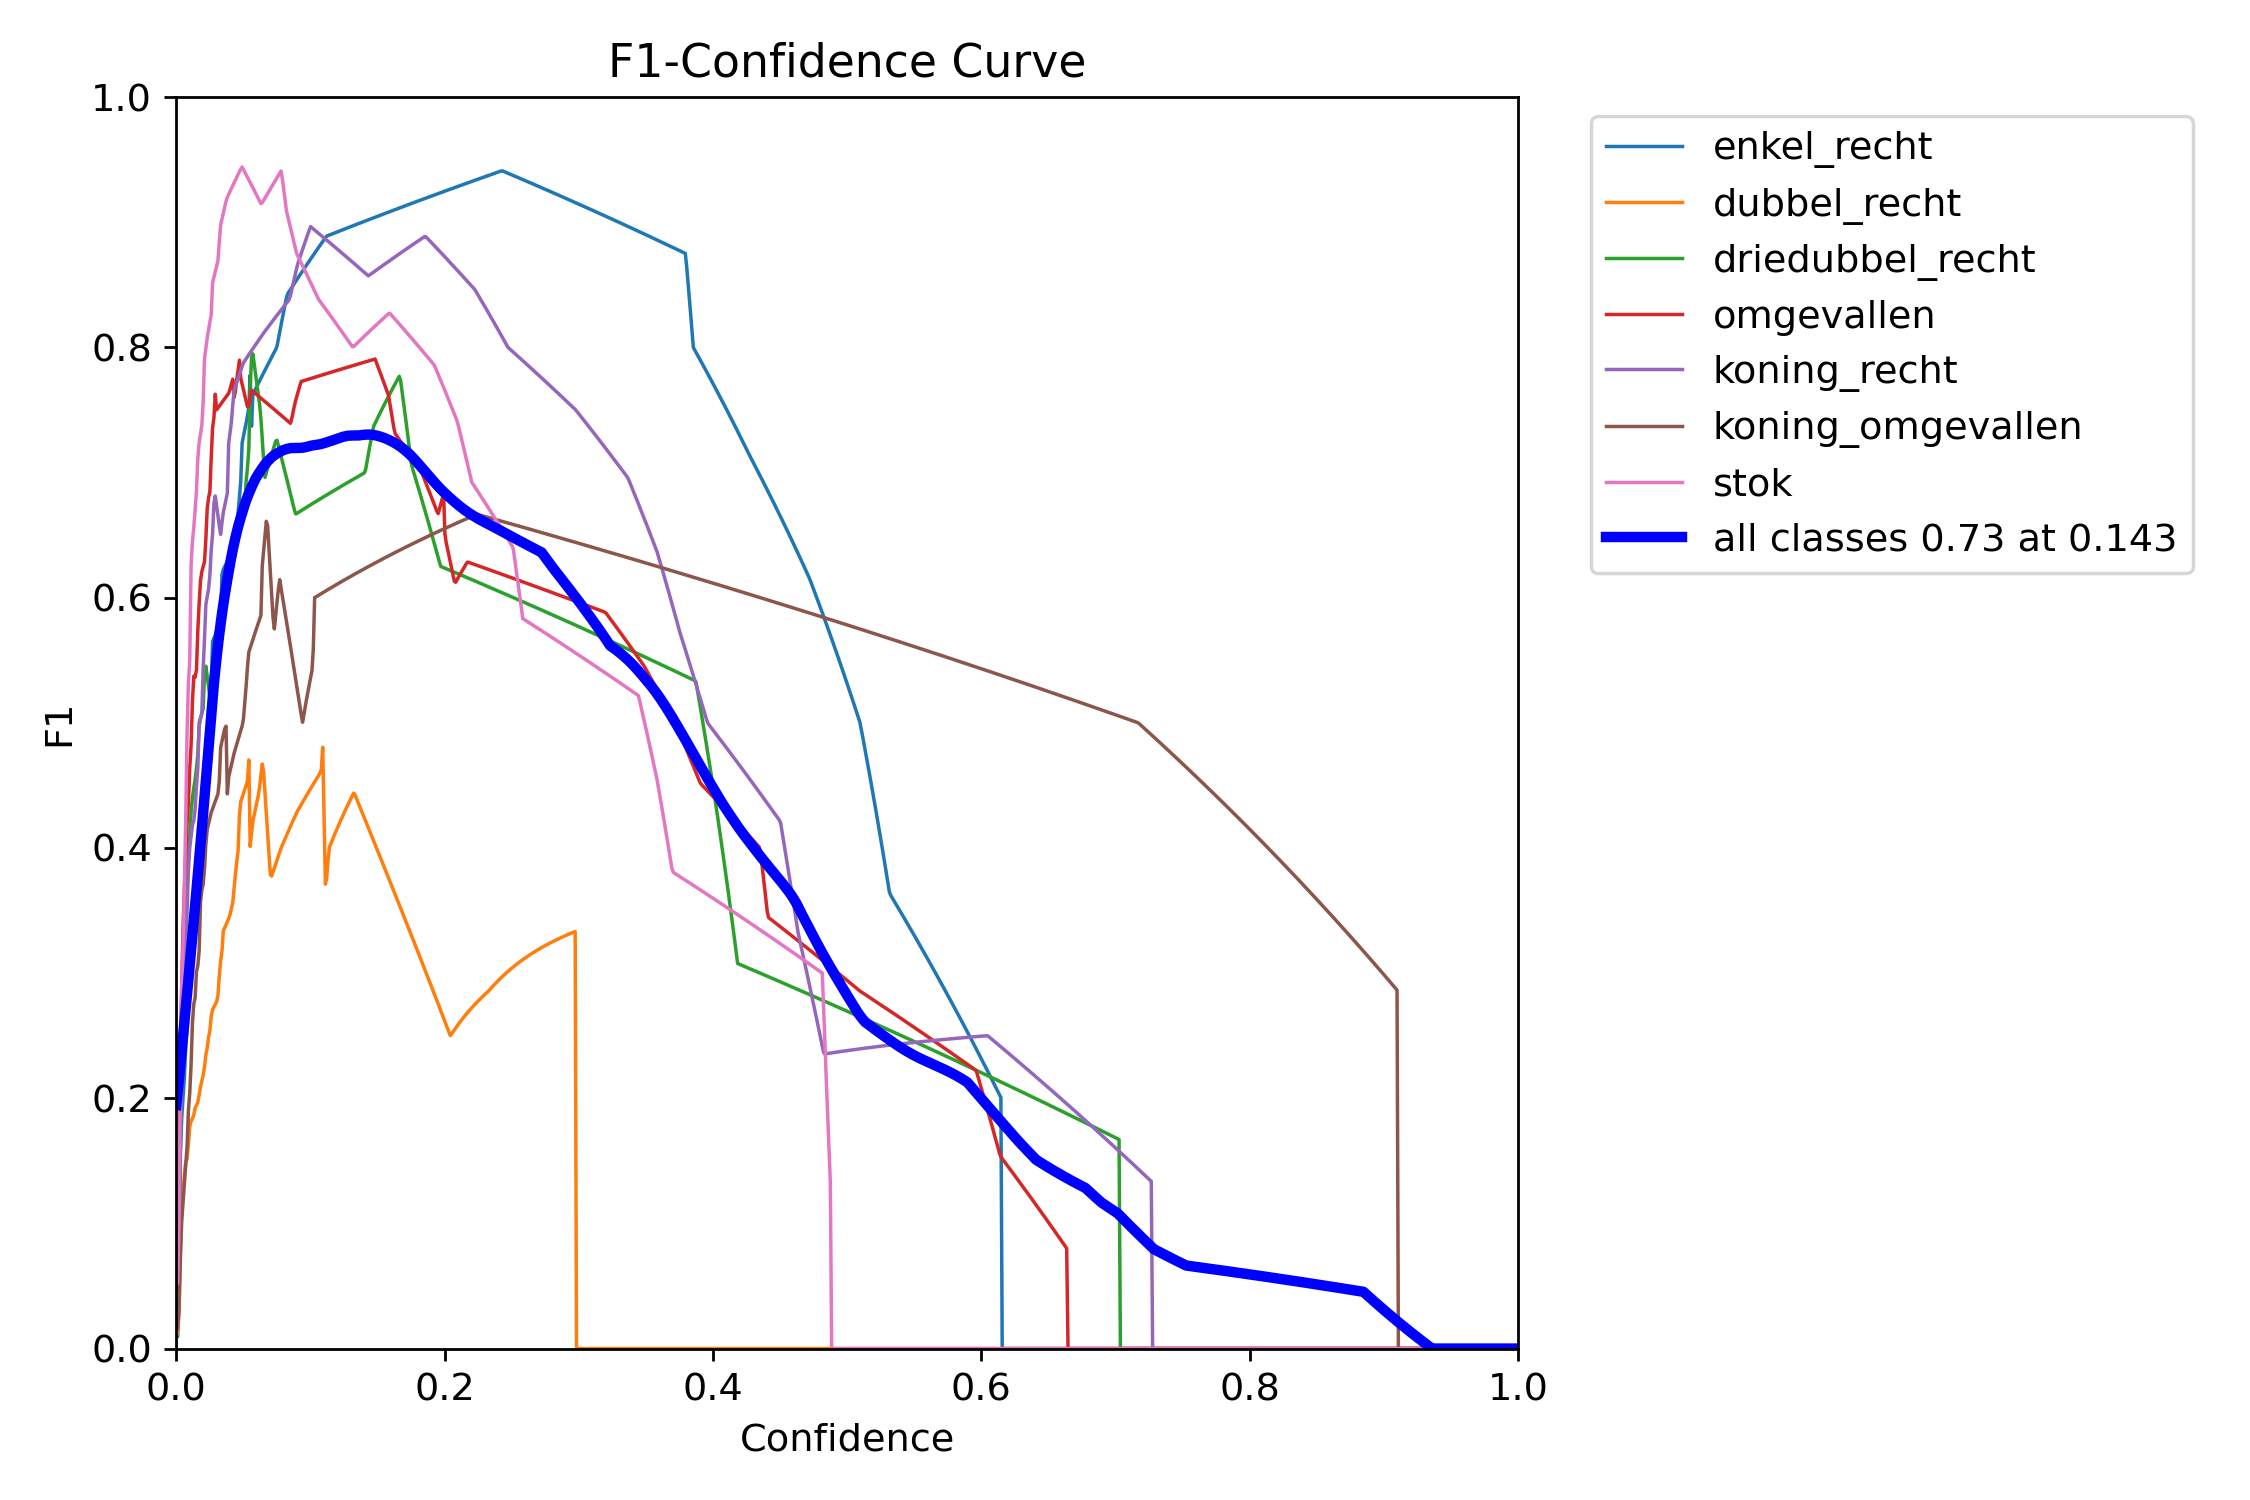 F1-Confidence Curve
1.0
0.8
0.6
0.4
0.2
0.0
F1
0.0 0.2 0.4 0.6 0.8 1.0
Confidence
enkel_recht
dubbel_recht
driedubbel_recht
omgevallen
koning_recht
koning_omgevallen
stok
all classes 0.73 at 0.143